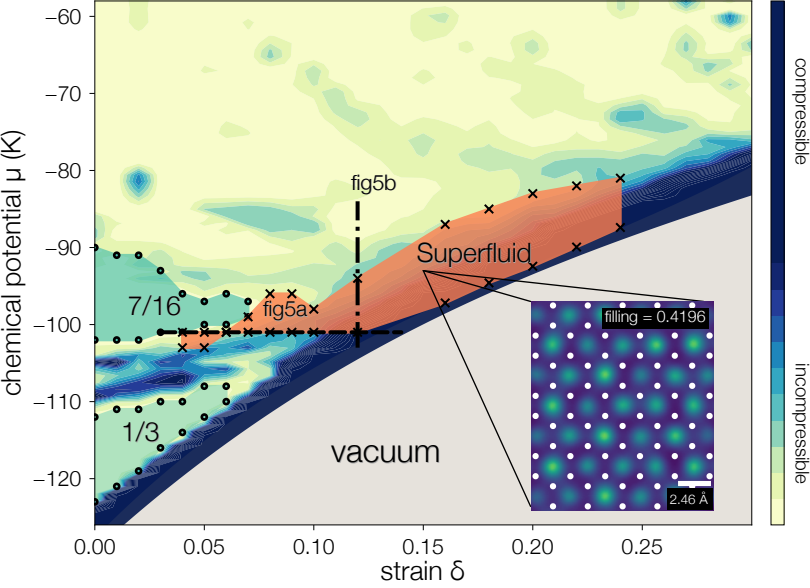 −60
−70
−80
−90
−100
−110
−120
chemical potential μ (K)
0.00
0.05
0.10
0.15
0.20
0.25
strain δ
fig5b
Superfluid
7/16
fig5a
1/3
vacuum
filling = 0.4196
2.46 Å
compressible
incompressible